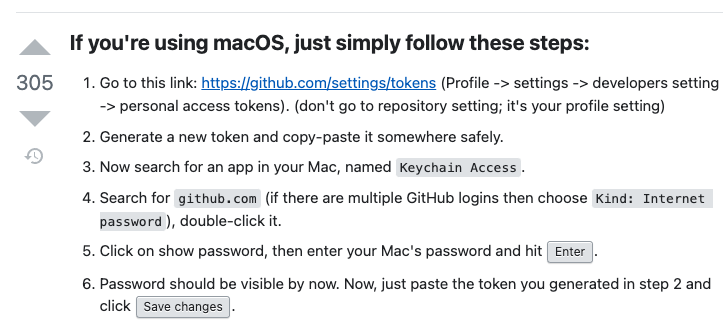 If you're using macOS, just simply follow these steps:
305
1. Go to this link: https://github.com/settings/tokens (Profile -> settings -> developers setting
-> personal access tokens). (don't go to repository setting; it's your profile setting)
2. Generate a new token and copy-paste it somewhere safely.
3. Now search for an app in your Mac, named Keychain Access.
4. Search for github.com (if there are multiple GitHub logins then choose Kind: Internet
password), double-click it.
5. Click on show password, then enter your Mac's password and hit Enter.
6. Password should be visible by now. Now, just paste the token you generated in step 2 and
click Save changes.